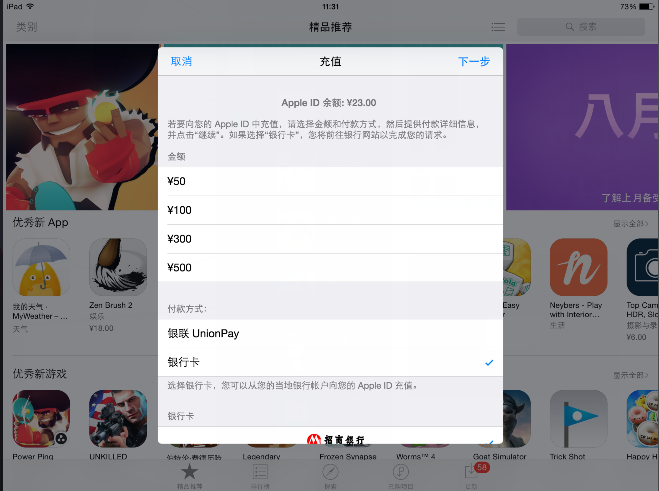 iPad
11:31
73%
类别
精品推荐
搜索
取消
充值
下一步
Apple ID 余额: ¥23.00
若要向您的 Apple ID 中充值，请选择金额和付款方式，然后提供付款详细信息，
并点击“继续”。如果选择“银行卡”，您将前往银行网站以完成您的请求。
金额
¥50
¥100
¥300
¥500
付款方式:
银联 UnionPay
银行卡
选择银行卡，您可以从您的当地银行帐户向您的 Apple ID 充值。
银行卡
招商银行
八月
了解上月备受
优秀新 App
显示全部
我的天气 -
MyWeather - ...
天气
Zen Brush 2
娱乐
¥18.00
Easy
Neybers - Play
with Interior...
生活
Top Cam
HDR, Slo
摄影与录
¥6.00
优秀新游戏
显示全部
Power Ping
UNKILLED
Legendary
Frozen Synapse
Worms™ 4
Goat Simulator
Trick Shot
Happy H
精品推荐
排行榜
探索
已购项目
更新
58